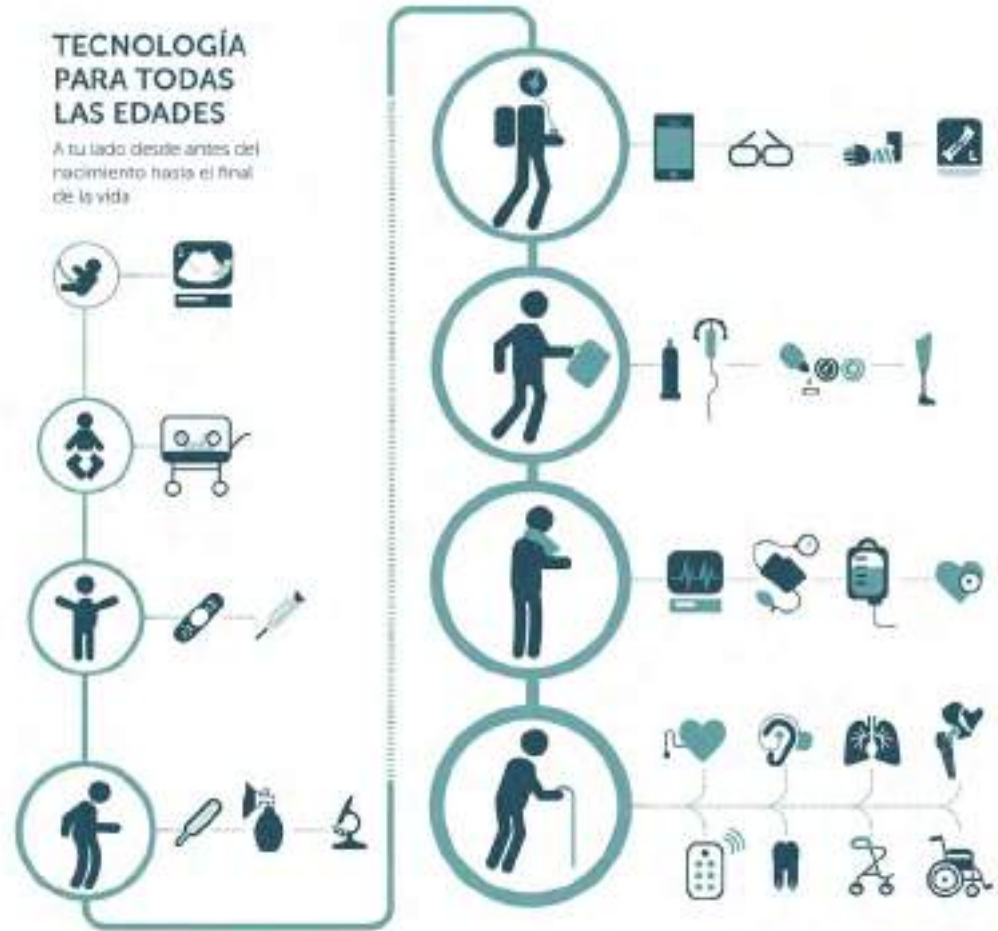 TECNOLOGÍA
PARA TODAS
LAS EDADES
A tu lado desde antes del
nacimiento hasta el final
de la vida
L